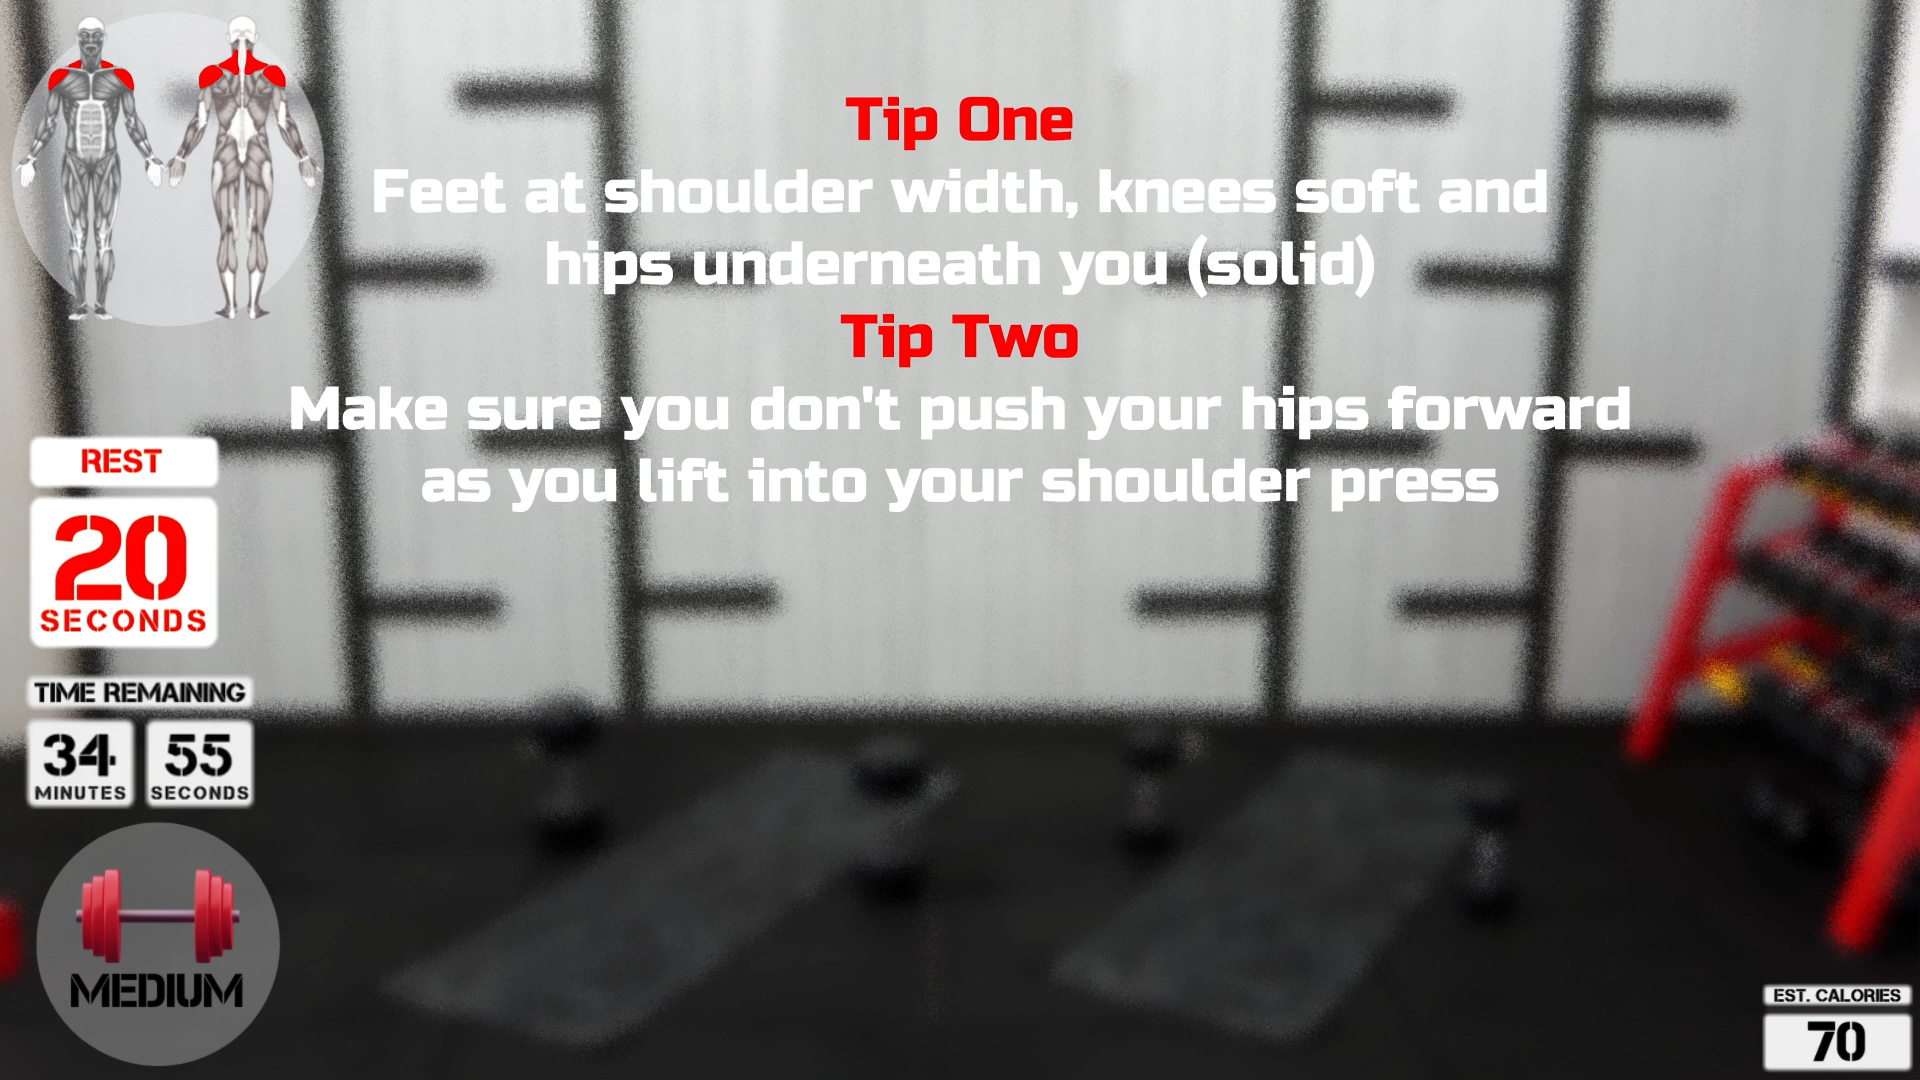 Tip One
Feet at shoulder width, knees soft and
hips underneath you (solid)
Tip Two
Make sure you don't push your hips forward
as you lift into your shoulder press
REST
20
SECONDS
TIME REMAINING
34 55
MINUTES SECONDS
MEDIUM
EST. CALORIES
70